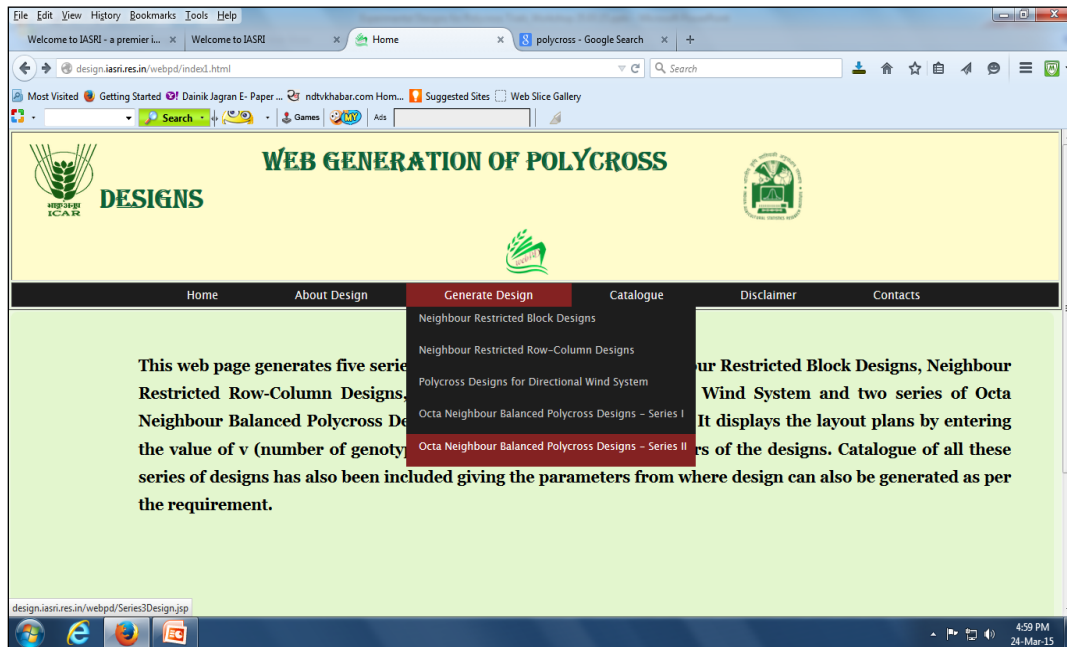 File Edit View History Bookmarks Tools Help
Welcome to IASRI - a premier i... × Welcome to IASRI × Home × polycross - Google Search × +
design.iasri.res.in/webpd/index1.html Search
Most Visited Getting Started Dainik Jagran E- Paper ... ndtvkhabar.com Hom... Suggested Sites Web Slice Gallery
Search Games MY Ads
WEB GENERATION OF POLYCROSS
DESIGNS
ICAR
webPD
Home About Design Generate Design Catalogue Disclaimer Contacts
Neighbour Restricted Block Designs
Neighbour Restricted Row-Column Designs
Polycross Designs for Directional Wind System
Octa Neighbour Balanced Polycross Designs - Series I
Octa Neighbour Balanced Polycross Designs - Series II
This web page generates five serie ur Restricted Block Designs, Neighbour
Restricted Row-Column Designs, Wind System and two series of Octa
Neighbour Balanced Polycross De It displays the layout plans by entering
the value of v (number of genotyp rs of the designs. Catalogue of all these
series of designs has also been included giving the parameters from where design can also be generated as per
the requirement.
design.iasri.res.in/webpd/Series3Design.jsp
4:59 PM
24-Mar-15